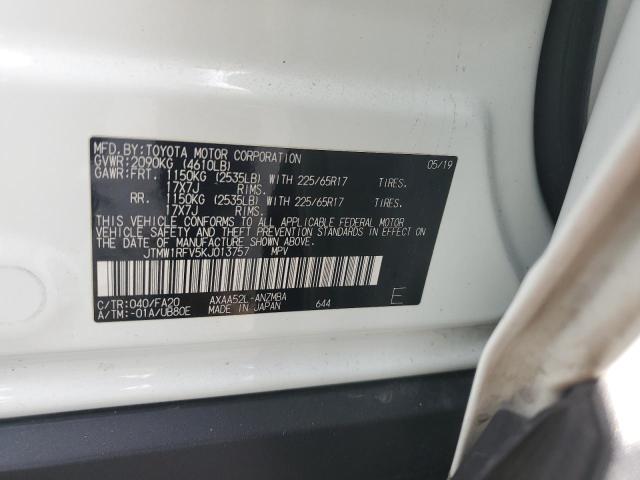 MFD.BY:TOYOTA MOTOR CORPORATION 05/19
GVWR:2090KG (4610LB)
GAWR:FRT. 1150KG (2535LB) WITH 225/65R17 TIRES.
17X7J RIMS.
RR. 1150KG (2535LB) WITH 225/65R17 TIRES.
17X7J RIMS.
THIS VEHICLE CONFORMS TO ALL APPLICABLE FEDERAL MOTOR
VEHICLE SAFETY AND THEFT PREVENTION STANDARDS IN EFFECT ON
THE DATE OF MANUFACTURE SHOWN ABOVE.
JTMW1RFV5KJ013757 MPV
C/TR:040/FA20 AXAA52L-ANZMBA 644 E
A/TM:-01A/UB80E MADE IN JAPAN